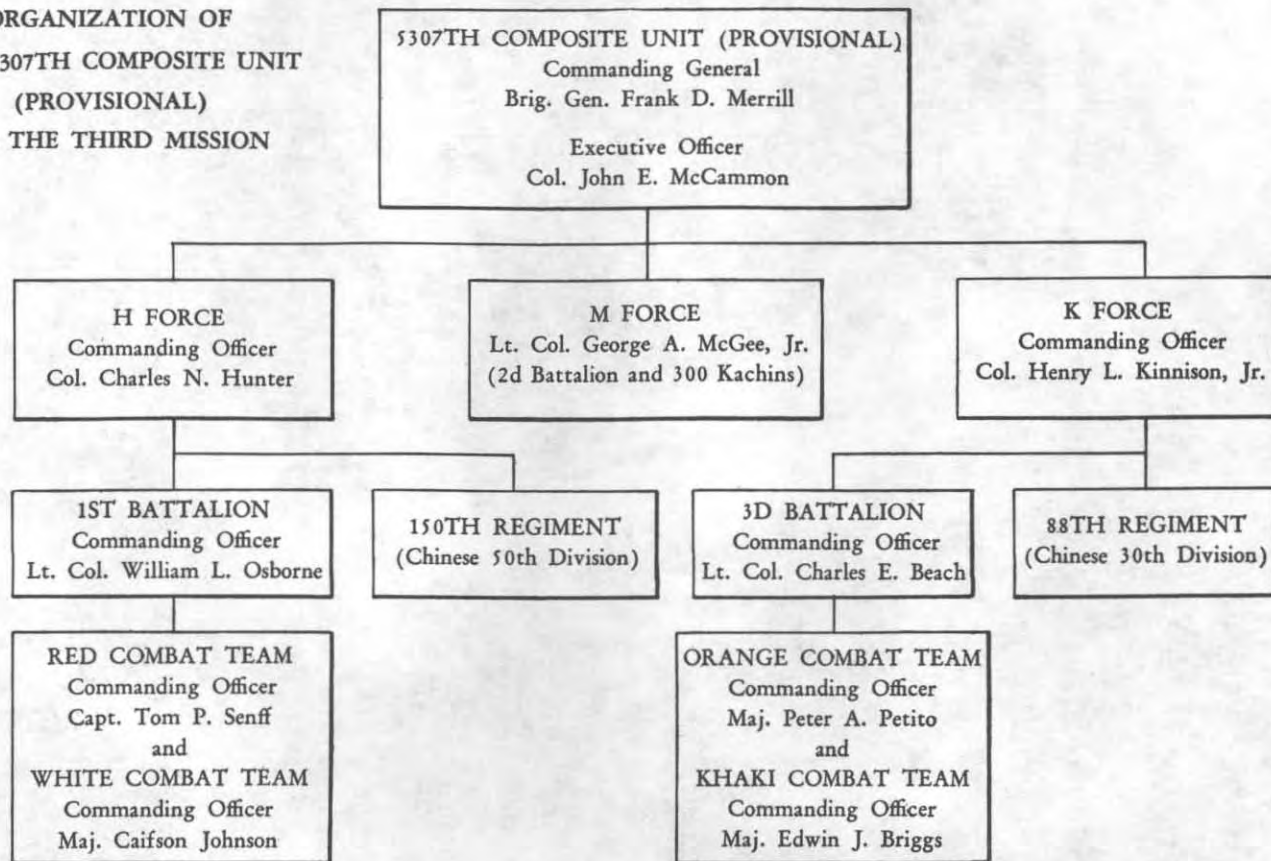 ORGANIZATION OF
307TH COMPOSITE UNIT
(PROVISIONAL)
THE THIRD MISSION
5307TH COMPOSITE UNIT (PROVISIONAL)
Commanding General
Brig. Gen. Frank D. Merrill
Executive Officer
Col. John E. McCammon
H FORCE
Commanding Officer
Col. Charles N. Hunter
M FORCE
Lt. Col. George A. McGee, Jr.
(2d Battalion and 300 Kachins)
K FORCE
Commanding Officer
Col. Henry L. Kinnison, Jr.
1ST BATTALION
Commanding Officer
Lt. Col. William L. Osborne
150TH REGIMENT
(Chinese 50th Division)
3D BATTALION
Commanding Officer
Lt. Col. Charles E. Beach
88TH REGIMENT
(Chinese 30th Division)
RED COMBAT TEAM
Commanding Officer
Capt. Tom P. Senff
and
WHITE COMBAT TEAM
Commanding Officer
Maj. Caifson Johnson
ORANGE COMBAT TEAM
Commanding Officer
Maj. Peter A. Petito
and
KHAKI COMBAT TEAM
Commanding Officer
Maj. Edwin J. Briggs